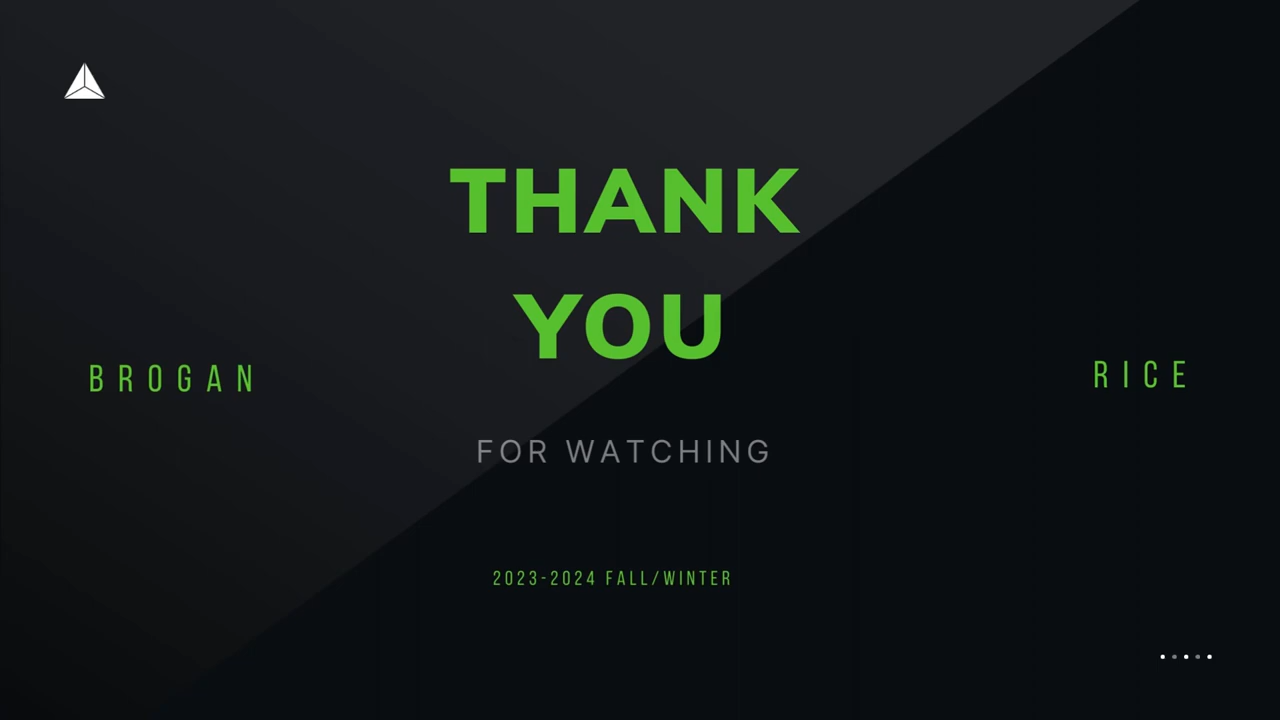 THANK
YOU
BROGAN
RICE
FOR WATCHING
2023-2024 FALL/WINTER